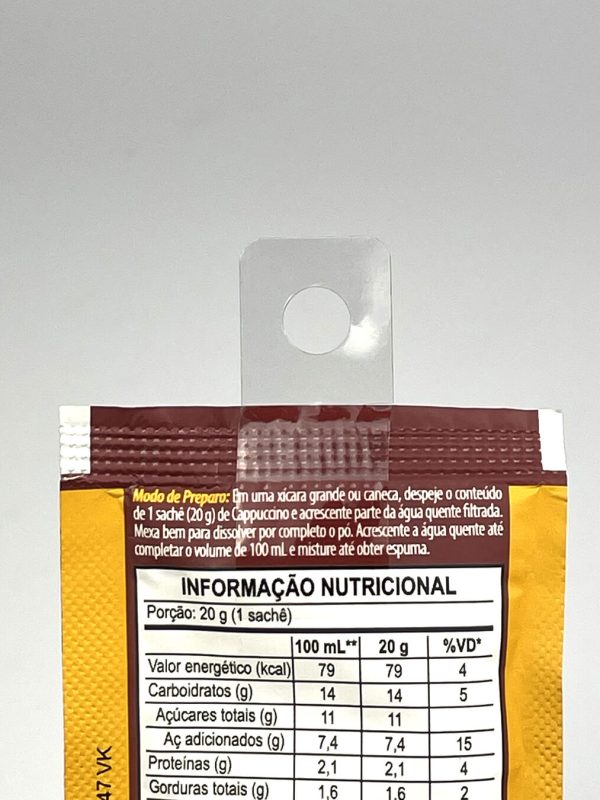 Modo de Preparo: Em uma xícara grande ou caneca, despeje o conteúdo
de 1 sachê (20 g) de Cappuccino e acrescente parte da água quente filtrada.
Mexa bem para dissolver por completo o pó. Acrescente a água quente até
completar o volume de 100 mL e misture até obter espuma.
INFORMAÇÃO NUTRICIONAL
Porção: 20 g (1 sachê)
100 mL** 20 g %VD*
Valor energético (kcal) 79 79 4
Carboidratos (g) 14 14 5
Açúcares totais (g) 11 11
Aç adicionados (g) 7,4 7,4 15
Proteínas (g) 2,1 2,1 4
Gorduras totais (g) 1,6 1,6 2
47 VK